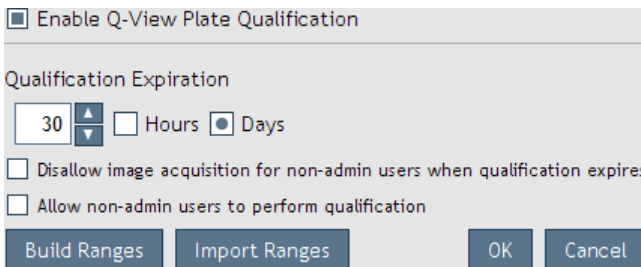 Enable Q-View Plate Qualification
Qualification Expiration
30 Hours Days
Disallow image acquisition for non-admin users when qualification expires
Allow non-admin users to perform qualification
Build Ranges Import Ranges OK Cancel